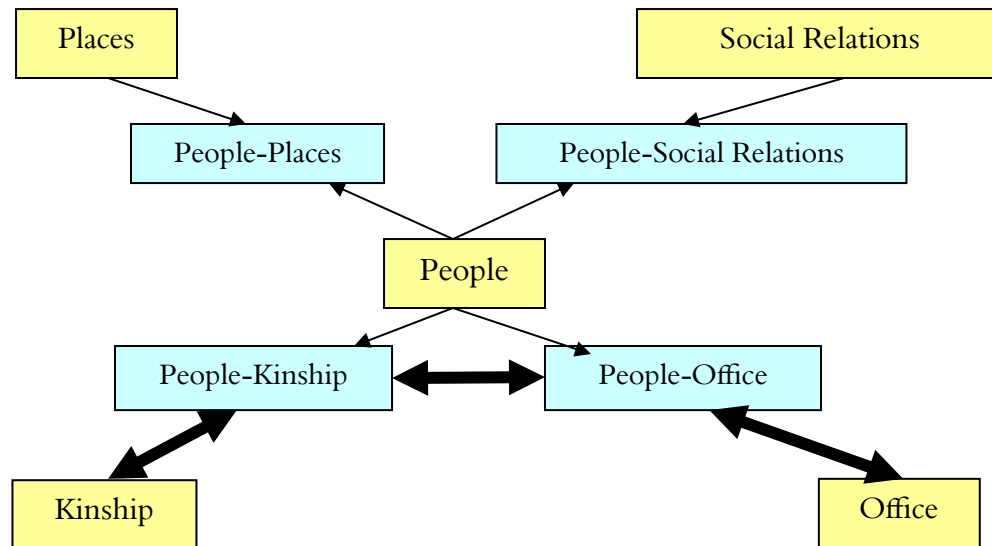 Places
Social Relations
People-Places
People-Social Relations
People
People-Kinship
People-Office
Kinship
Office